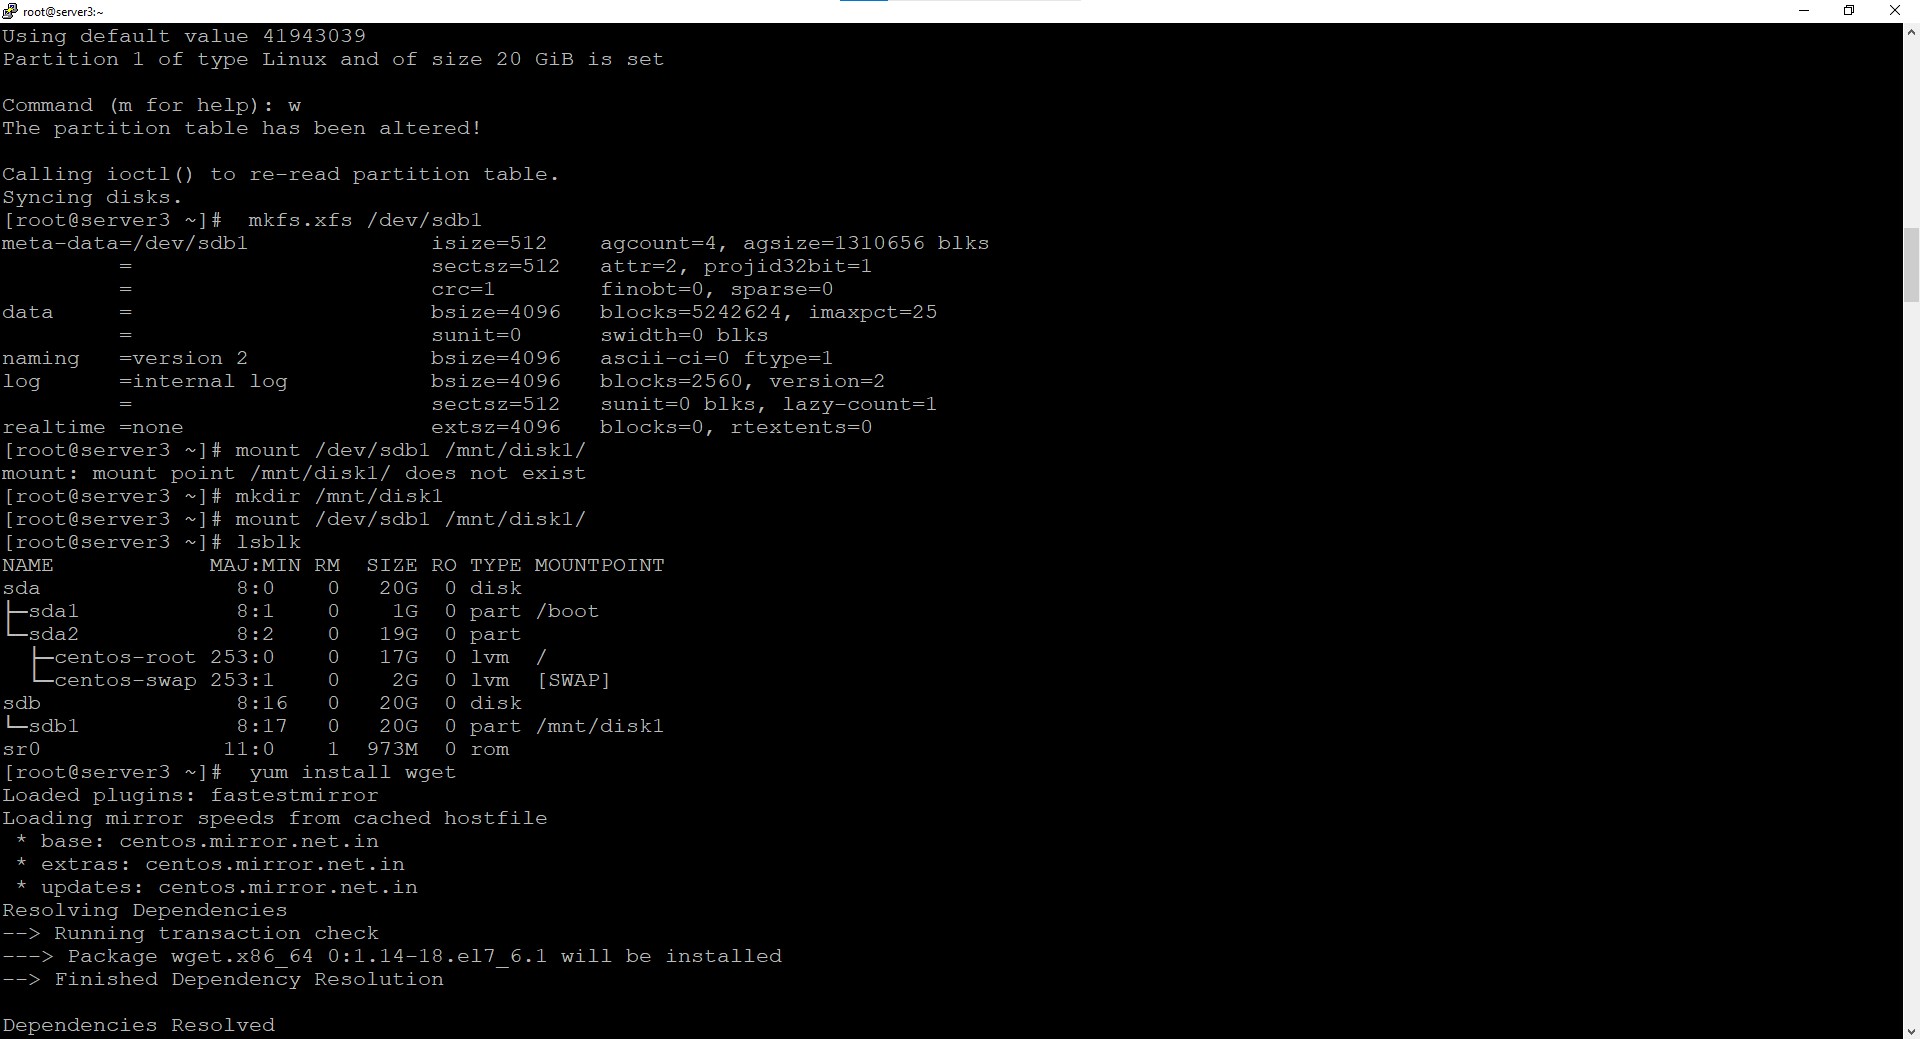 root@server3:~
Using default value 41943039
Partition 1 of type Linux and of size 20 GiB is set
Command (m for help): w
The partition table has been altered!
Calling ioctl() to re-read partition table.
Syncing disks.
[root@server3 ~]#  mkfs.xfs /dev/sdb1
meta-data=/dev/sdb1              isize=512    agcount=4, agsize=1310656 blks
         =                       sectsz=512   attr=2, projid32bit=1
         =                       crc=1        finobt=0, sparse=0
data     =                       bsize=4096   blocks=5242624, imaxpct=25
         =                       sunit=0      swidth=0 blks
naming   =version 2              bsize=4096   ascii-ci=0 ftype=1
log      =internal log           bsize=4096   blocks=2560, version=2
         =                       sectsz=512   sunit=0 blks, lazy-count=1
realtime =none                   extsz=4096   blocks=0, rtextents=0
[root@server3 ~]# mount /dev/sdb1 /mnt/disk1/
mount: mount point /mnt/disk1/ does not exist
[root@server3 ~]# mkdir /mnt/disk1
[root@server3 ~]# mount /dev/sdb1 /mnt/disk1/
[root@server3 ~]# lsblk
NAME            MAJ:MIN RM  SIZE RO TYPE MOUNTPOINT
sda               8:0    0   20G  0 disk
├─sda1            8:1    0    1G  0 part /boot
└─sda2            8:2    0   19G  0 part
  ├─centos-root 253:0    0   17G  0 lvm  /
  └─centos-swap 253:1    0    2G  0 lvm  [SWAP]
sdb               8:16   0   20G  0 disk
└─sdb1            8:17   0   20G  0 part /mnt/disk1
sr0              11:0    1  973M  0 rom
[root@server3 ~]#  yum install wget
Loaded plugins: fastestmirror
Loading mirror speeds from cached hostfile
 * base: centos.mirror.net.in
 * extras: centos.mirror.net.in
 * updates: centos.mirror.net.in
Resolving Dependencies
--> Running transaction check
---> Package wget.x86_64 0:1.14-18.el7_6.1 will be installed
--> Finished Dependency Resolution
Dependencies Resolved